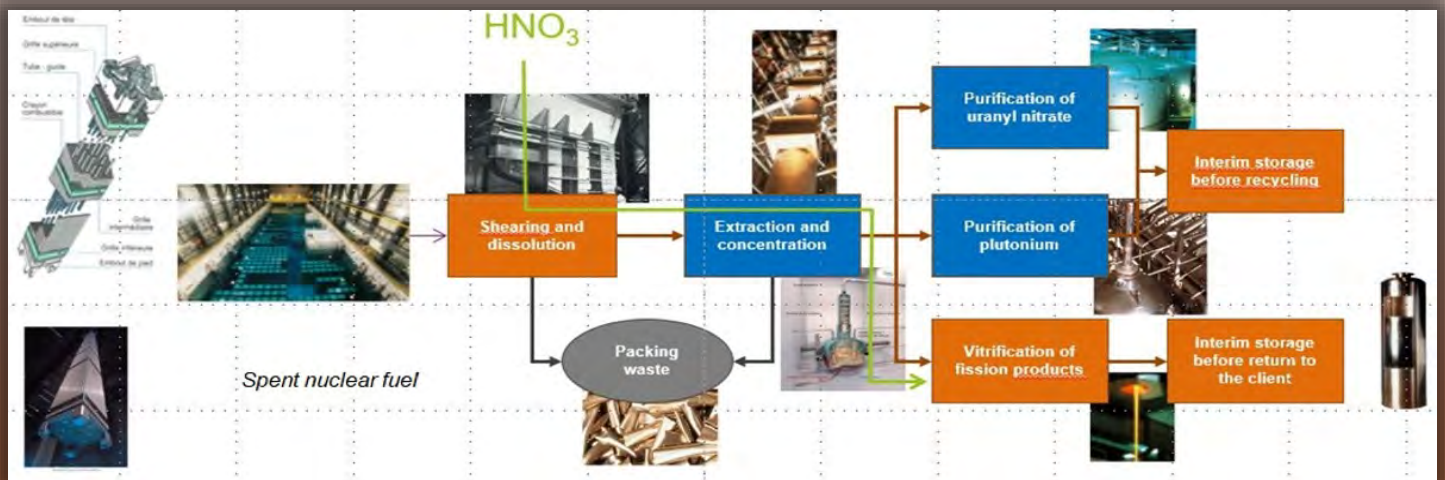 Embout de tête
Grille supérieure
Tube - guide
Crayon
combustible
Grille
intermédiaire
Grille inférieure
Embout de pied
HNO3
Spent nuclear fuel
Shearing and
dissolution
Extraction and
concentration
Packing
waste
Purification of
uranyl nitrate
Purification of
plutonium
Vitrification of
fission products
Interim storage
before recycling
Interim storage
before return to
the client